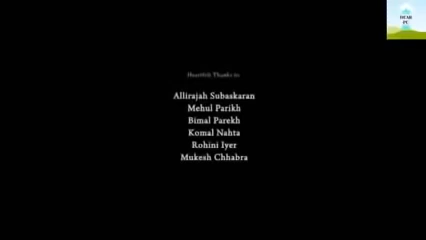 Heartfelt Thanks to
Allirajah Subaskaran
Mehul Parikh
Bimal Parekh
Komal Nahta
Rohini Iyer
Mukesh Chhabra